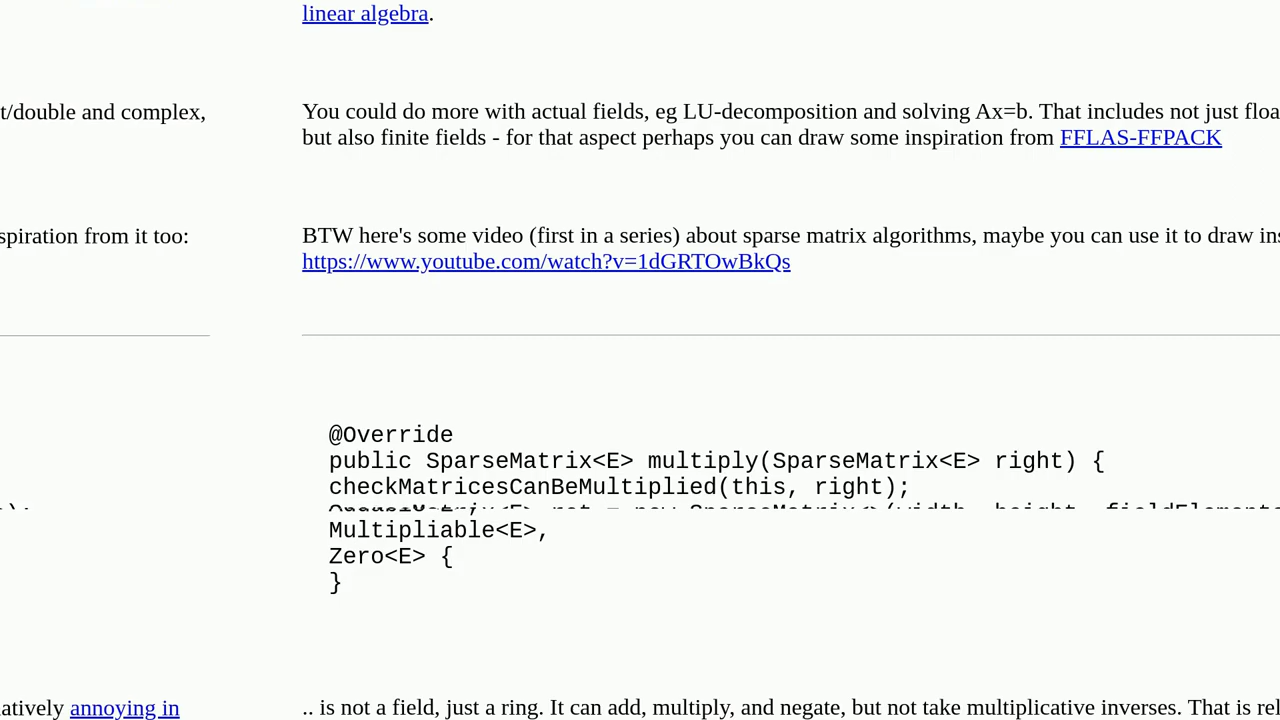 linear algebra.
t/double and complex,
You could do more with actual fields, eg LU-decomposition and solving Ax=b. That includes not just floa
but also finite fields - for that aspect perhaps you can draw some inspiration from FFLAS-FFPACK
spiration from it too:
BTW here's some video (first in a series) about sparse matrix algorithms, maybe you can use it to draw ins
https://www.youtube.com/watch?v=1dGRTOwBkQs
@Override
public SparseMatrix<E> multiply(SparseMatrix<E> right) {
checkMatricesCanBeMultiplied(this, right);
Multipliable<E>,
Zero<E> {
}
atively annoying in
.. is not a field, just a ring. It can add, multiply, and negate, but not take multiplicative inverses. That is rel